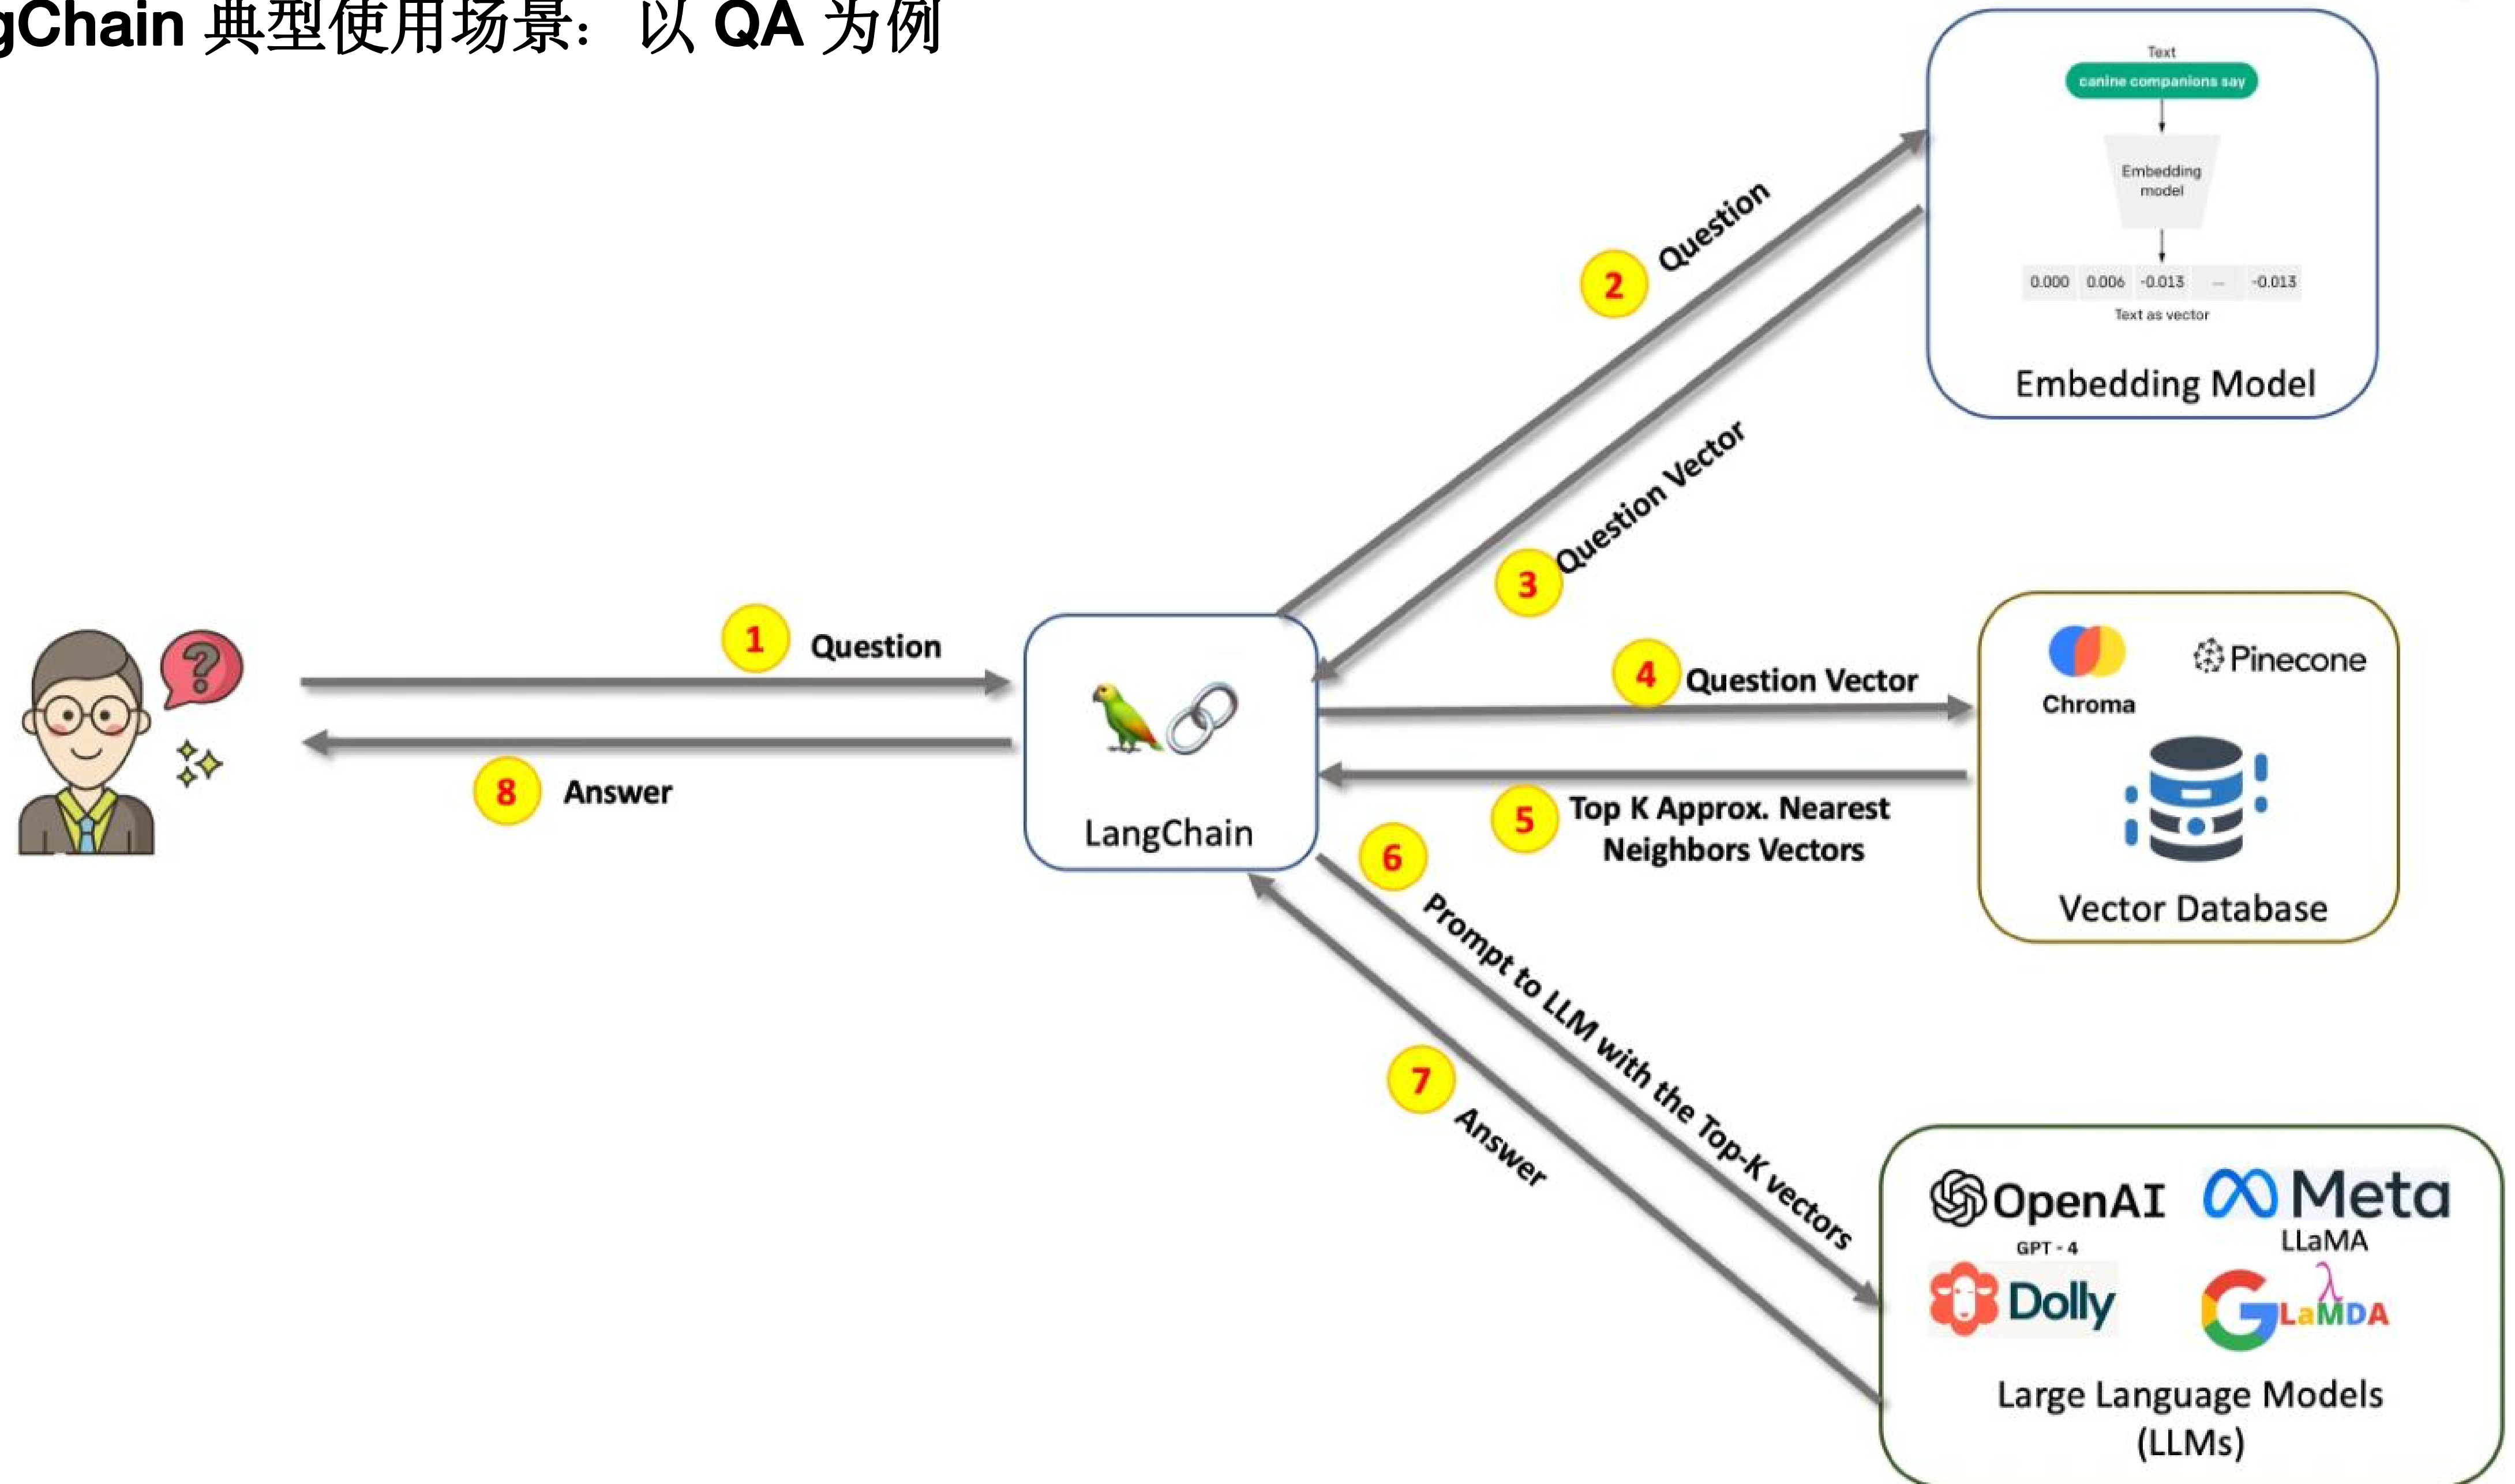 gChain 典型使用场景：以 QA 为例
Text
canine companions say
Embedding
model
0.000 0.006 -0.013 ... -0.013
Text as vector
Embedding Model
2 Question
3 Question Vector
1 Question
?
8 Answer
LangChain
4 Question Vector
5 Top K Approx. Nearest
Neighbors Vectors
Chroma
Pinecone
Vector Database
6 Prompt to LLM with the Top-K vectors
7 Answer
OpenAI
GPT - 4
Meta
LLaMA
Dolly
G λ
LaMDA
Large Language Models
(LLMs)